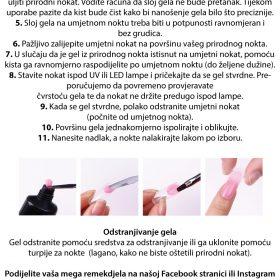 uljiti prirodni nokat. Vodite računa da sloj gela ne bude pretanak. Tijekom
uporabe pazite da kist bude čist kako bi nanošenje gela bilo što preciznije.
5. Sloj gela na umjetnom noktu treba biti u potpunosti ravnomjeran i
bez grudica.
6. Pažljivo zalijepite umjetni nokat na površinu vašeg prirodnog nokta.
7. U slučaju da je gel iz prirodnog nokta istisnut na umjetni nokat, pomoću
kista ga ravnomjerno raspodijelite po umjetnom noktu (do željene dužine).
8. Stavite nokat ispod UV ili LED lampe i pričekajte da se gel stvrdne. Pre-
poručujemo da povremeno provjeravate
čvrstoću gela te da nokat ne držite predugo ispod lampe.
9. Kada se gel stvrdne, polako odstranite umjetni nokat
(počnite od umjetnog nokta).
10. Površinu gela jednakomjerno ispolirajte i oblikujte.
11. Nanesite nadlak, a nokte nalakirajte lakom po izboru.
Odstranjivanje gela
Gel odstranite pomoću sredstva za odstranjivanje ili ga uklonite pomoću
turpije za nokte (lagano, kako ne biste oštetili prirodni nokat).
Podijelite vaša mega remekdjela na našoj Facebook stranici ili Instagram